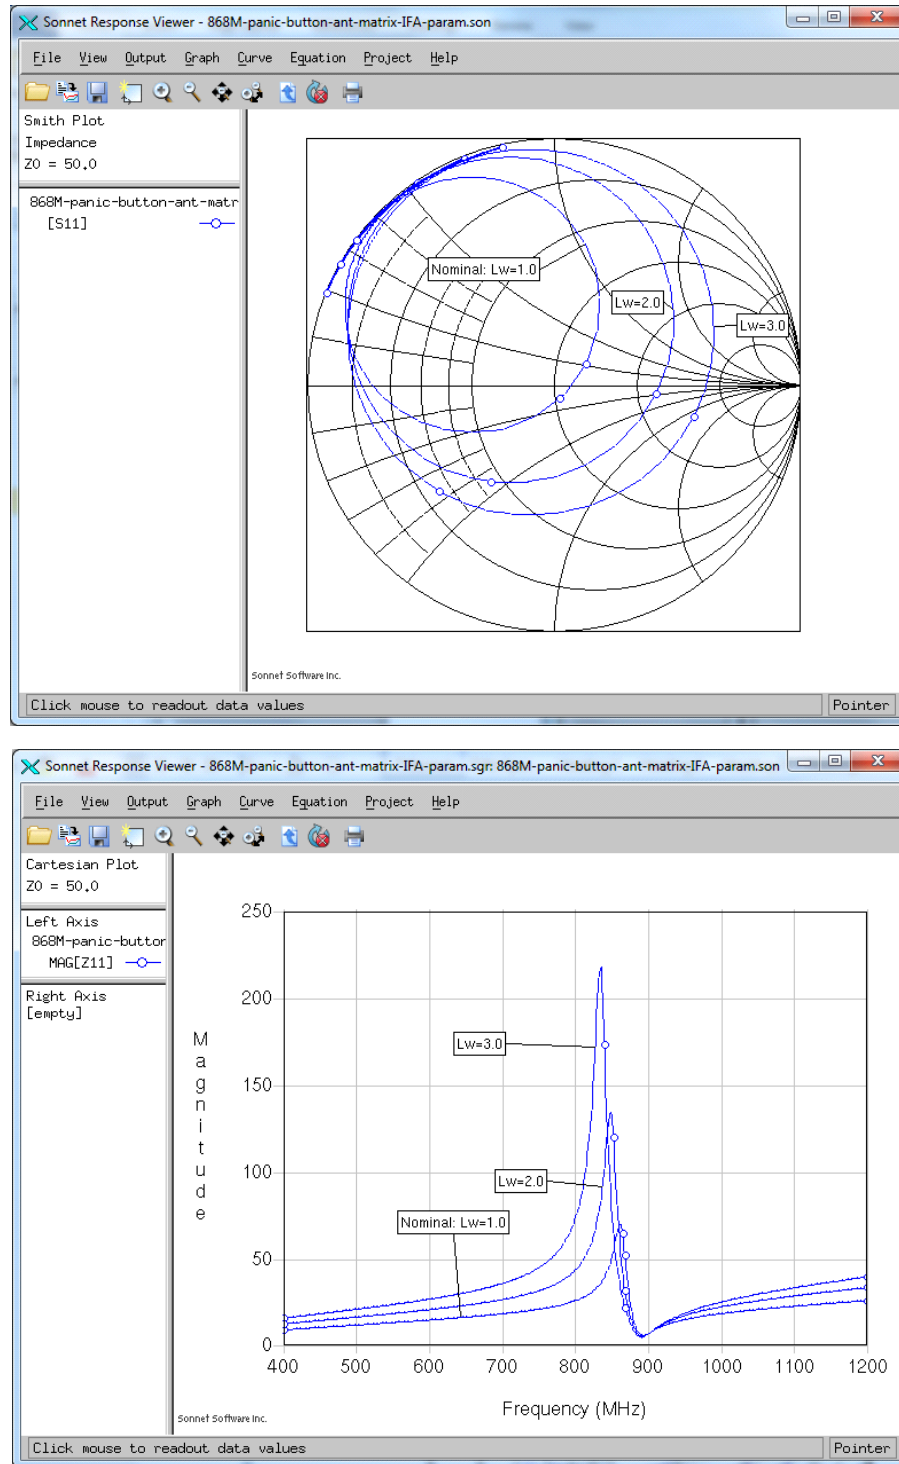 Sonnet Response Viewer - 868M-panic-button-ant-matrix-IFA-param.son
File View Output Graph Curve Equation Project Help
Smith Plot
Impedance
Z0 = 50.0
868M-panic-button-ant-matr
[S11]
Nominal: Lw=1.0
Lw=2.0
Lw=3.0
Sonnet Software Inc.
Click mouse to readout data values
Pointer
Sonnet Response Viewer - 868M-panic-button-ant-matrix-IFA-param.sgr: 868M-panic-button-ant-matrix-IFA-param.son
File View Output Graph Curve Equation Project Help
Cartesian Plot
Z0 = 50.0
Left Axis
868M-panic-button
MAG[Z11]
Right Axis
[empty]
Magnitude
250
200
150
100
50
0
Lw=3.0
Lw=2.0
Nominal: Lw=1.0
400 500 600 700 800 900 1000 1100 1200
Frequency (MHz)
Sonnet Software Inc.
Click mouse to readout data values
Pointer